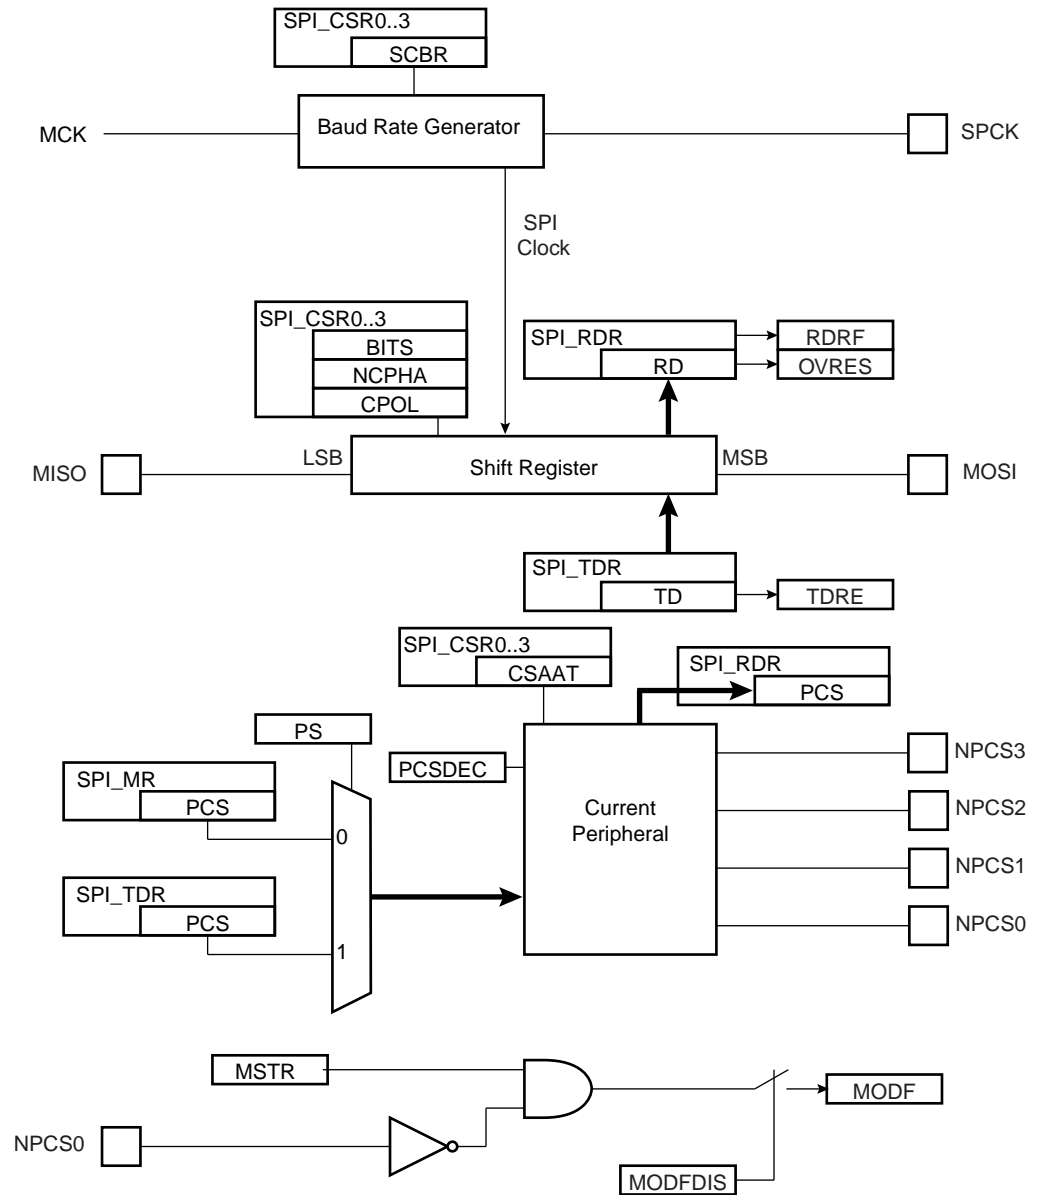 SPI_CSR0..3
SCBR
MCK
Baud Rate Generator
SPCK
SPI
Clock
SPI_CSR0..3
BITS
NCPHA
CPOL
SPI_RDR
RD
RDRF
OVRES
MISO
LSB
Shift Register
MSB
MOSI
SPI_TDR
TD
TDRE
SPI_CSR0..3
CSAAT
SPI_RDR
PCS
PS
PCSDEC
Current
Peripheral
NPCS3
NPCS2
NPCS1
NPCS0
SPI_MR
PCS
0
SPI_TDR
PCS
1
MSTR
MODF
NPCS0
MODFDIS